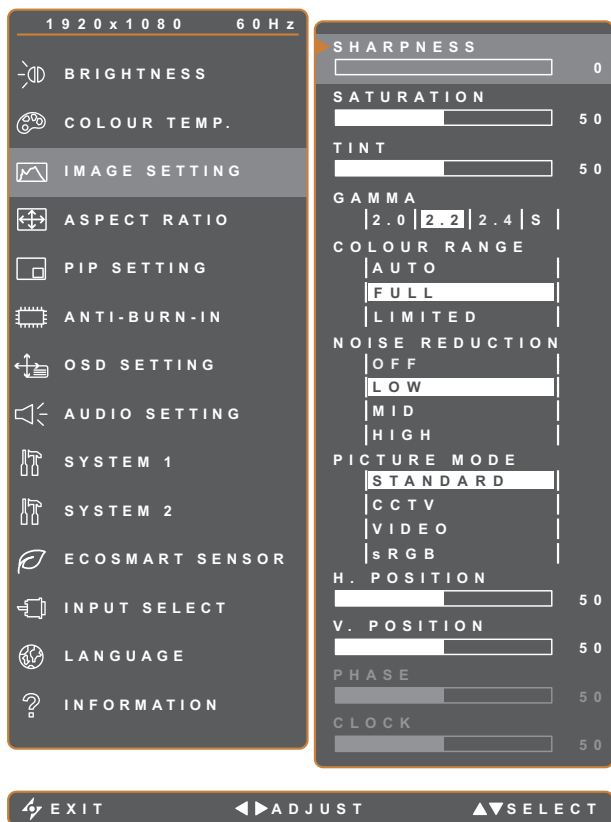 1920x1080 60Hz
BRIGHTNESS
COLOUR TEMP.
IMAGE SETTING
ASPECT RATIO
PIP SETTING
ANTI-BURN-IN
OSD SETTING
AUDIO SETTING
SYSTEM 1
SYSTEM 2
ECOSMART SENSOR
INPUT SELECT
LANGUAGE
INFORMATION
SHARPNESS
0
SATURATION
50
TINT
50
GAMMA
2.0 2.2 2.4 S
COLOUR RANGE
AUTO
FULL
LIMITED
NOISE REDUCTION
OFF
LOW
MID
HIGH
PICTURE MODE
STANDARD
CCTV
VIDEO
sRGB
H. POSITION
50
V. POSITION
50
PHASE
50
CLOCK
50
EXIT ADJUST SELECT